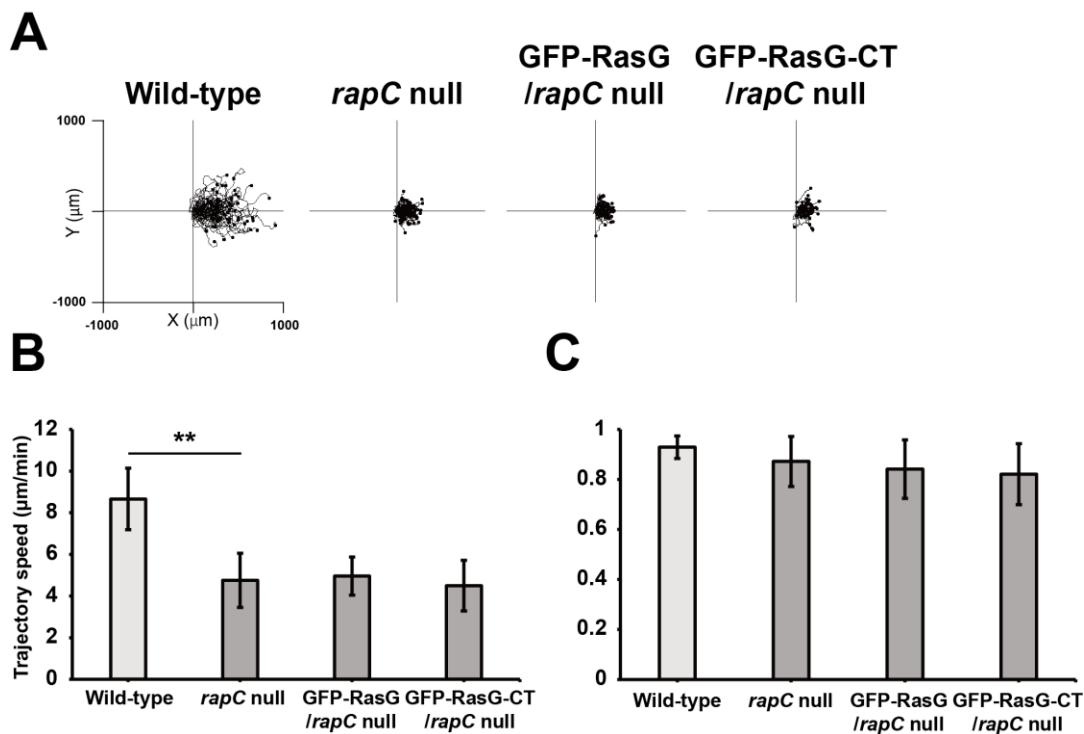 A
Wild-type
rapC null
GFP-RasG
/rapC null
GFP-RasG-CT
/rapC null
1000
Y (μm)
-1000
-1000
X (μm)
1000
B
Trajectory speed (μm/min)
12
10
8
6
4
2
0
**
Wild-type
rapC null
GFP-RasG
/rapC null
GFP-RasG-CT
/rapC null
C
1
0.8
0.6
0.4
0.2
0
Wild-type
rapC null
GFP-RasG
/rapC null
GFP-RasG-CT
/rapC null